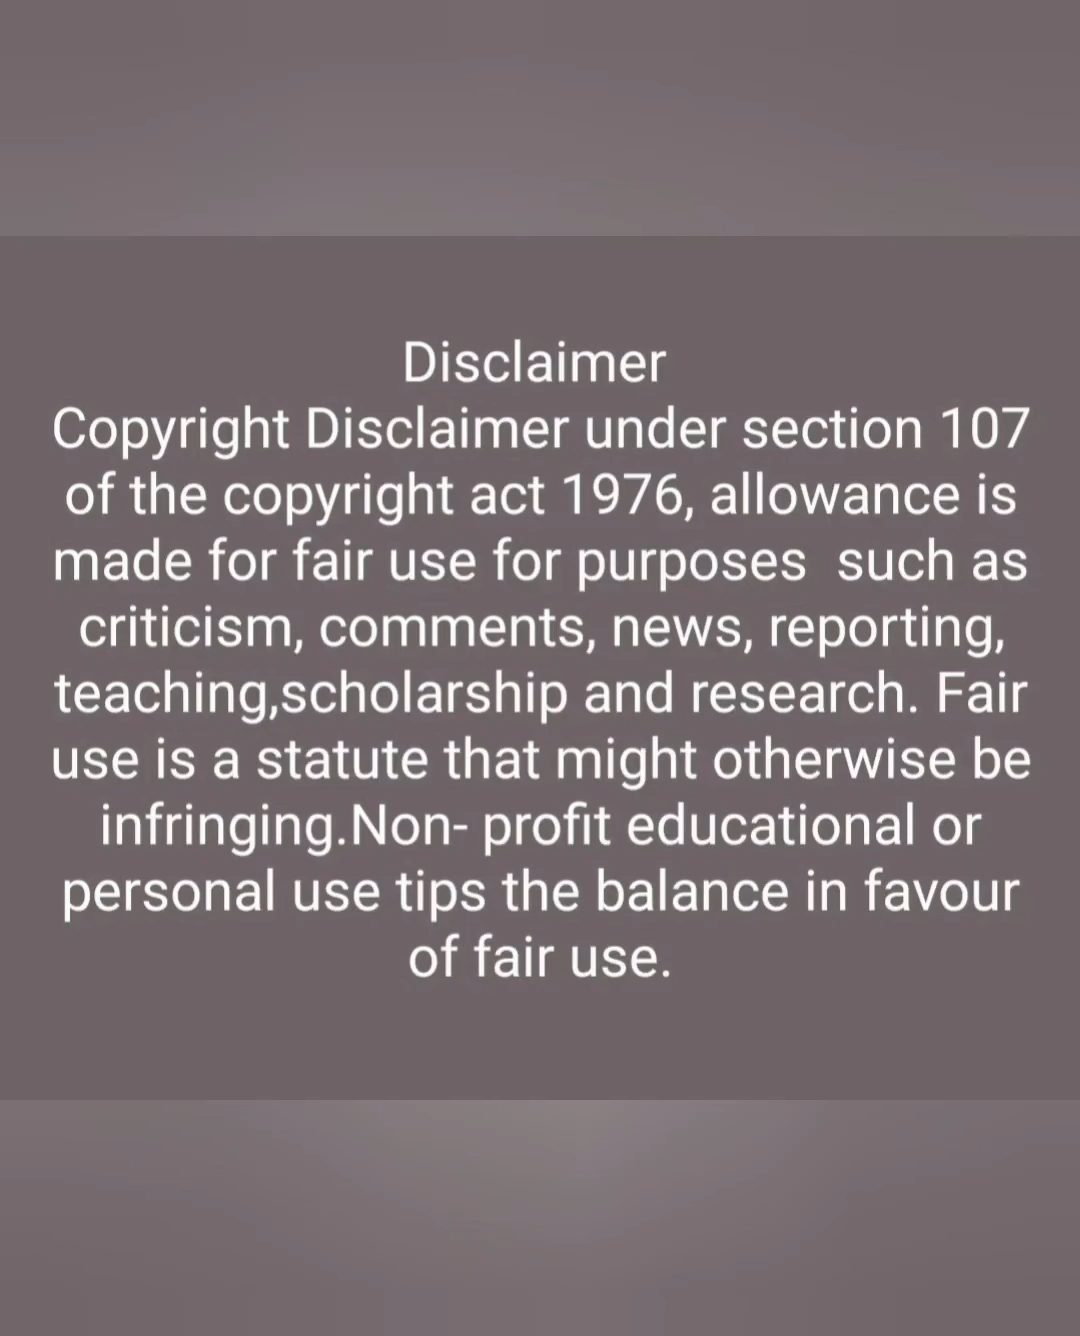 Disclaimer
Copyright Disclaimer under section 107
of the copyright act 1976, allowance is
made for fair use for purposes  such as
criticism, comments, news, reporting,
teaching,scholarship and research. Fair
use is a statute that might otherwise be
infringing.Non- profit educational or
personal use tips the balance in favour
of fair use.